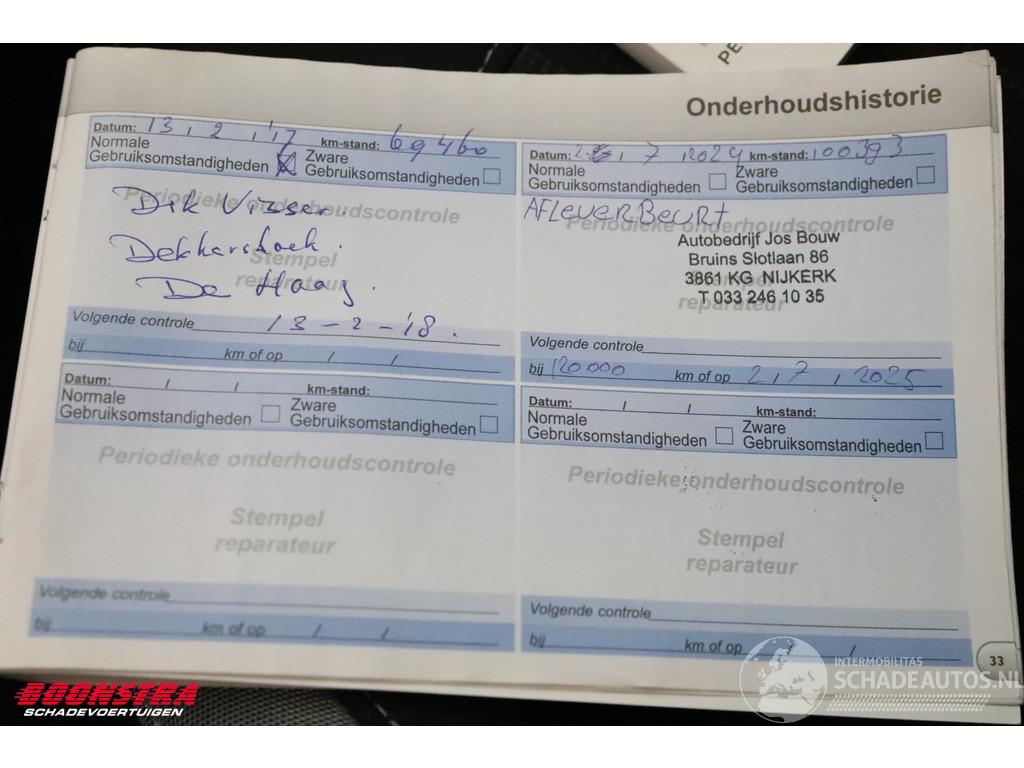 PE
Onderhoudshistorie
Datum: 13 , 2 , '17 km-stand: 69460
Normale Gebruiksomstandigheden
Zware Gebruiksomstandigheden
Periodieke onderhoudscontrole
Dik Visser.
Stempel
reparateur
De Haag.
Volgende controle 13 - 2 - '18.
bij km of op / /
Datum: 2 / 7 / 2024 km-stand: 100393
Normale Gebruiksomstandigheden
Zware Gebruiksomstandigheden
Periodieke onderhoudscontrole
AFLEVERBEURT
Stempel
reparateur
Autobedrijf Jos Bouw
Bruins Slotlaan 86
3861 KG NIJKERK
T 033 246 10 35
Volgende controle
bij 120000 km of op 2 / 7 / 2025
Datum: / / km-stand:
Normale Gebruiksomstandigheden
Zware Gebruiksomstandigheden
Periodieke onderhoudscontrole
Stempel
reparateur
Volgende controle
bij km of op / /
Datum: / / km-stand:
Normale Gebruiksomstandigheden
Zware Gebruiksomstandigheden
Periodieke onderhoudscontrole
Stempel
reparateur
Volgende controle
bij km of op / /
33
BOONSTRA
SCHADEVOERTUIGEN
INTERMOBILITAS
SCHADEAUTOS.NL